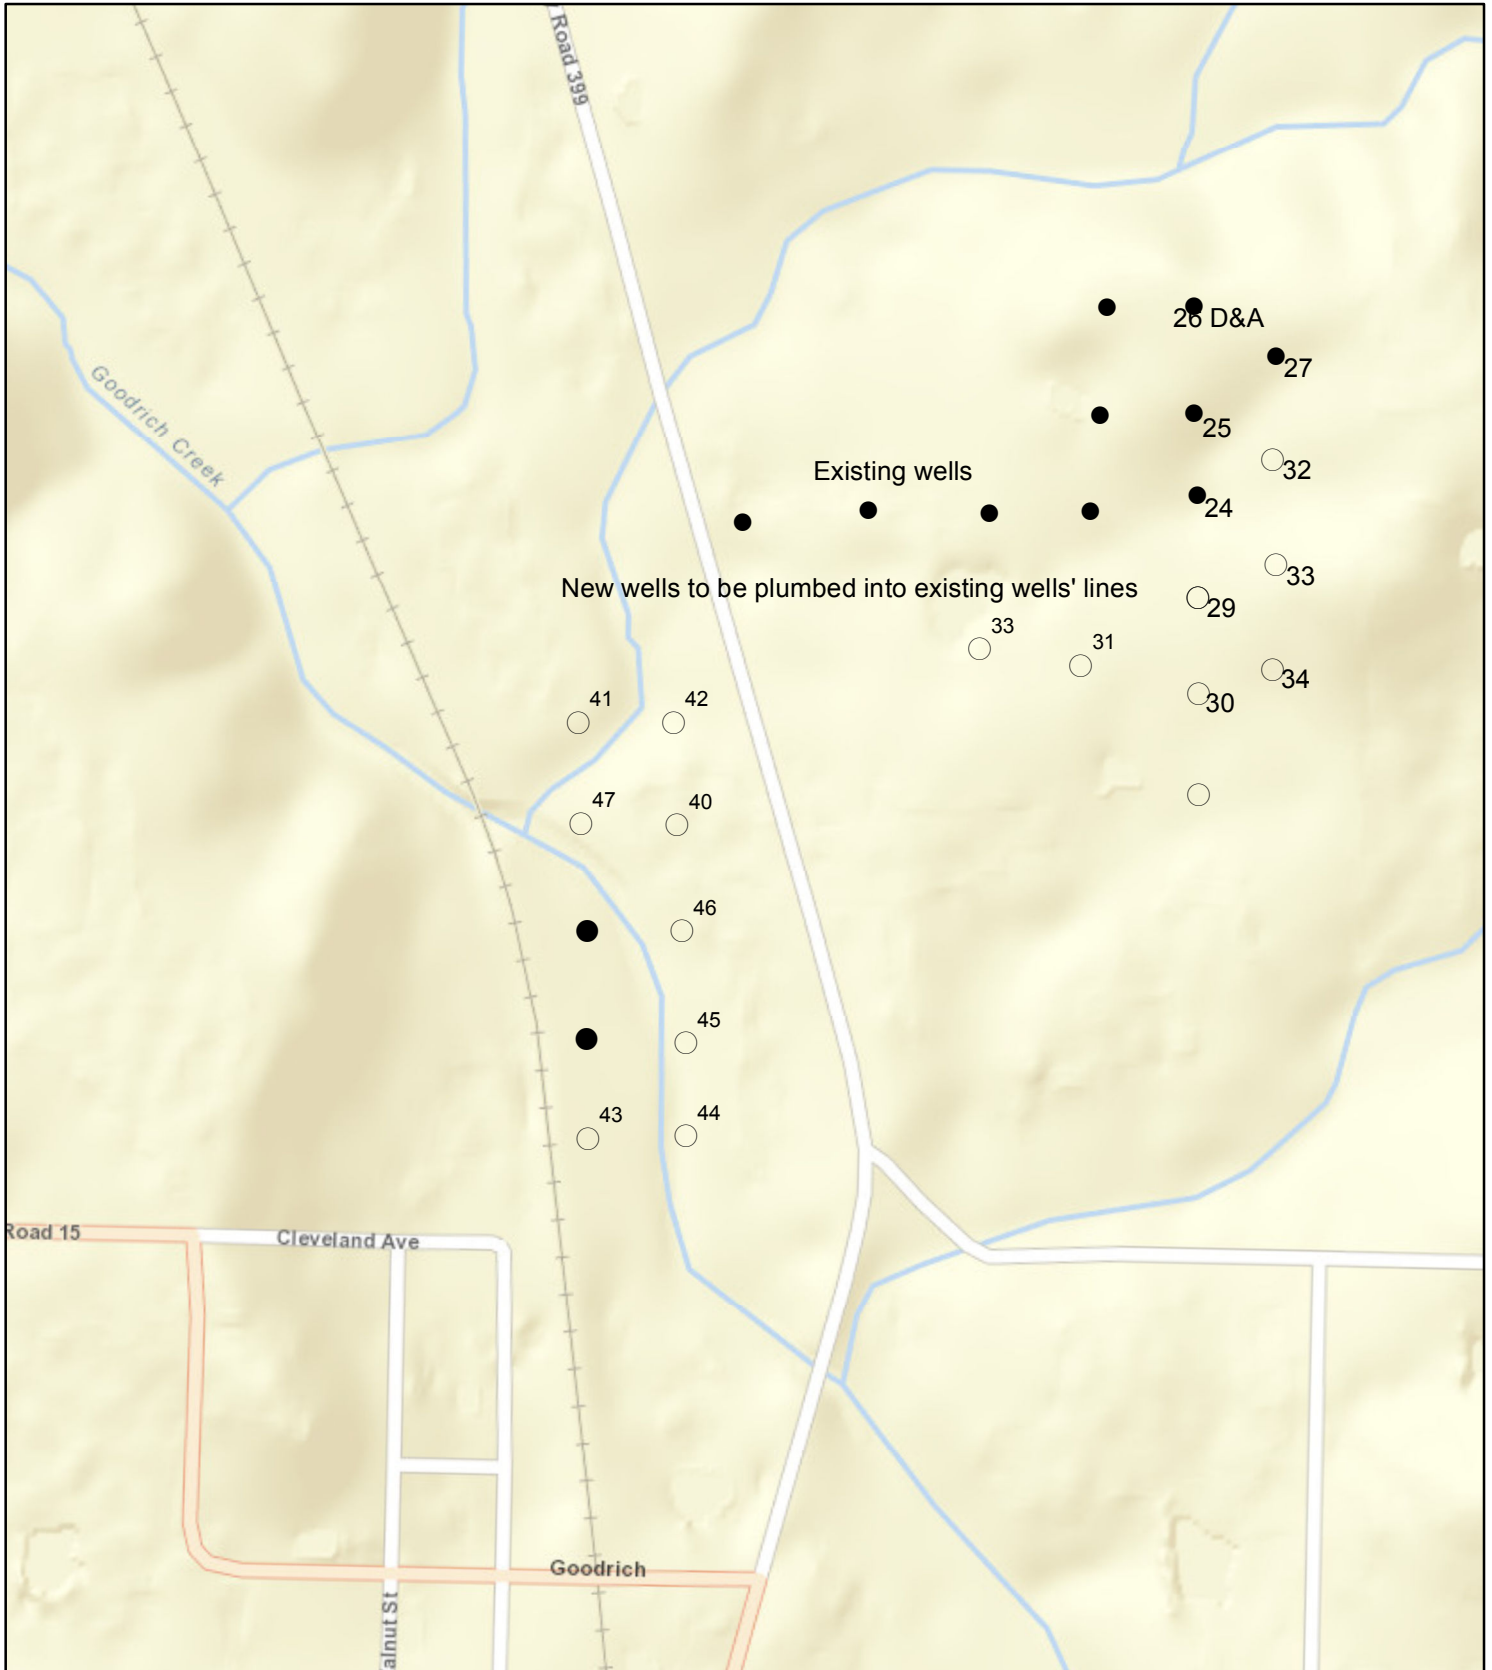 Road 399
26 D&A
27
Goodrich Creek
25
Existing wells
32
24
33
New wells to be plumbed into existing wells' lines
29
33
31
34
41
42
30
47
40
46
45
43
44
Road 15
Cleveland Ave
Goodrich
alnut St